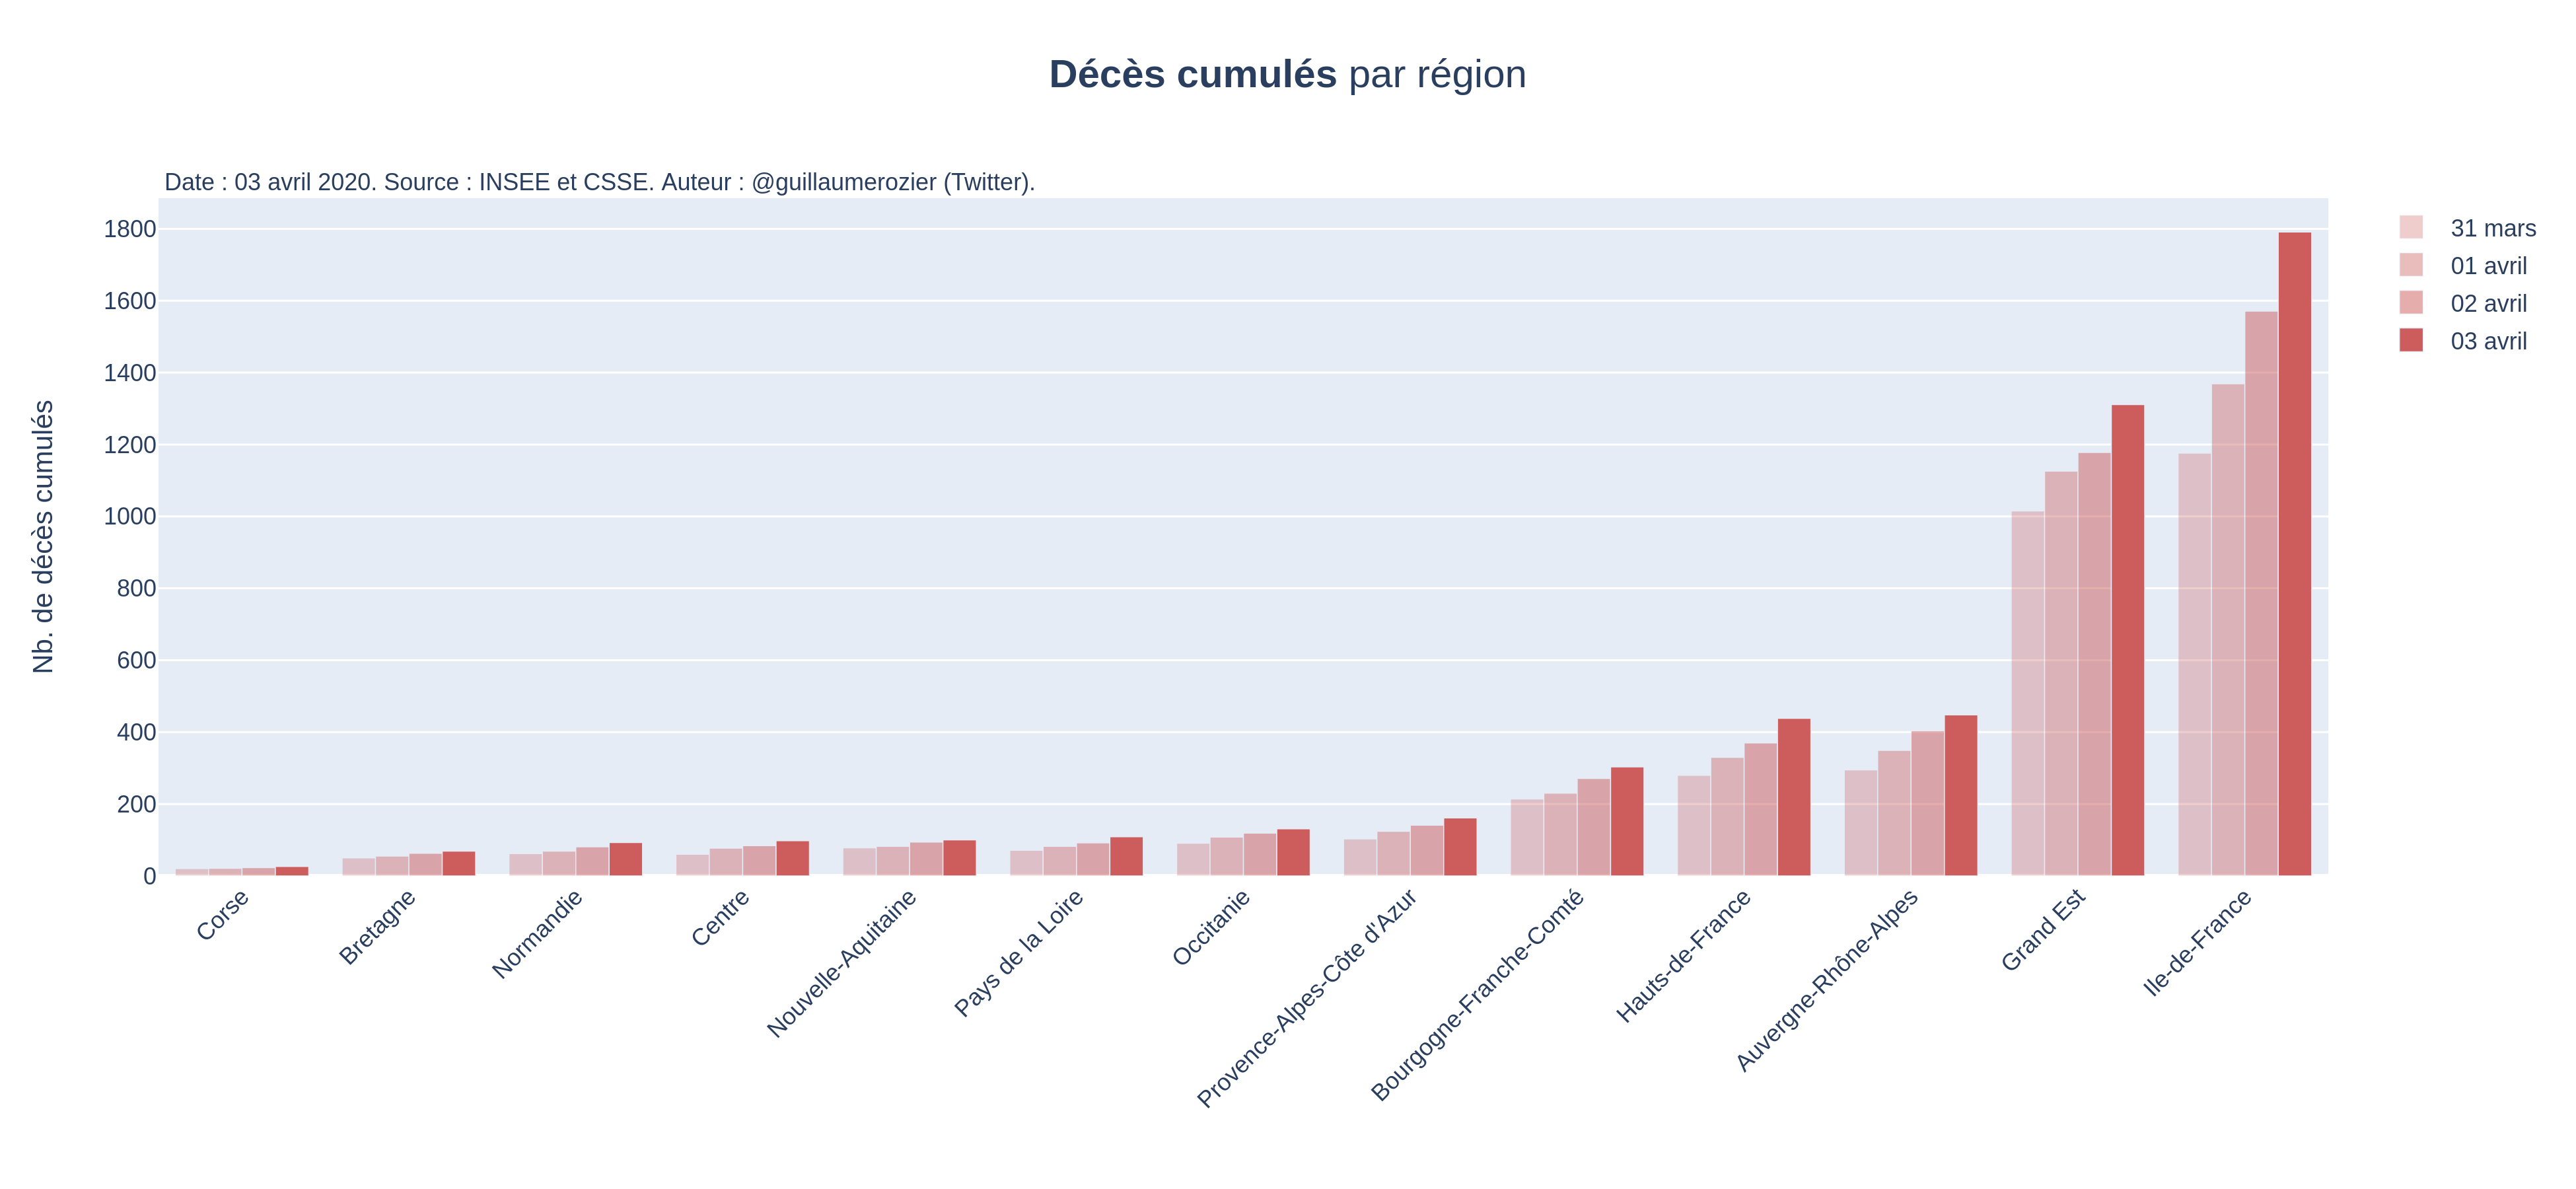 Décès cumulés par région
Date : 03 avril 2020. Source : INSEE et CSSE. Auteur : @guillaumerozier (Twitter).
Nb. de décès cumulés
1800
1600
1400
1200
1000
800
600
400
200
0
Corse
Bretagne
Normandie
Centre
Nouvelle-Aquitaine
Pays de la Loire
Occitanie
Provence-Alpes-Côte d'Azur
Bourgogne-Franche-Comté
Hauts-de-France
Auvergne-Rhône-Alpes
Grand Est
Ile-de-France
31 mars
01 avril
02 avril
03 avril